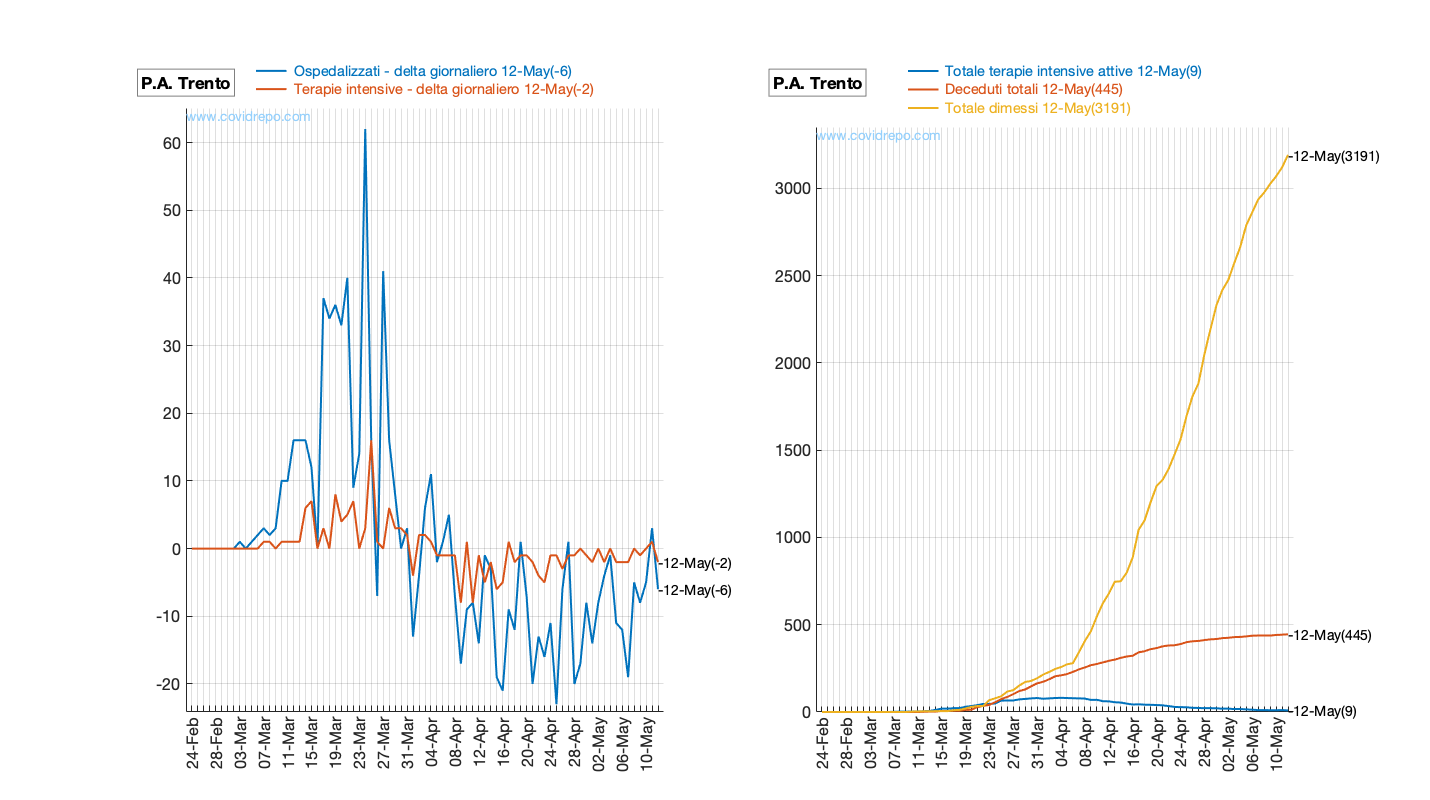 P.A. Trento
Ospedalizzati - delta giornaliero 12-May(-6)
Terapie intensive - delta giornaliero 12-May(-2)
www.covidrepo.com
60
50
40
30
20
10
0
-10
-20
12-May(-2)
12-May(-6)
24-Feb
28-Feb
03-Mar
07-Mar
11-Mar
15-Mar
19-Mar
23-Mar
27-Mar
31-Mar
04-Apr
08-Apr
12-Apr
16-Apr
20-Apr
24-Apr
28-Apr
02-May
06-May
10-May
P.A. Trento
Totale terapie intensive attive 12-May(9)
Deceduti totali 12-May(445)
Totale dimessi 12-May(3191)
www.covidrepo.com
3000
2500
2000
1500
1000
500
0
12-May(3191)
12-May(445)
12-May(9)
24-Feb
28-Feb
03-Mar
07-Mar
11-Mar
15-Mar
19-Mar
23-Mar
27-Mar
31-Mar
04-Apr
08-Apr
12-Apr
16-Apr
20-Apr
24-Apr
28-Apr
02-May
06-May
10-May